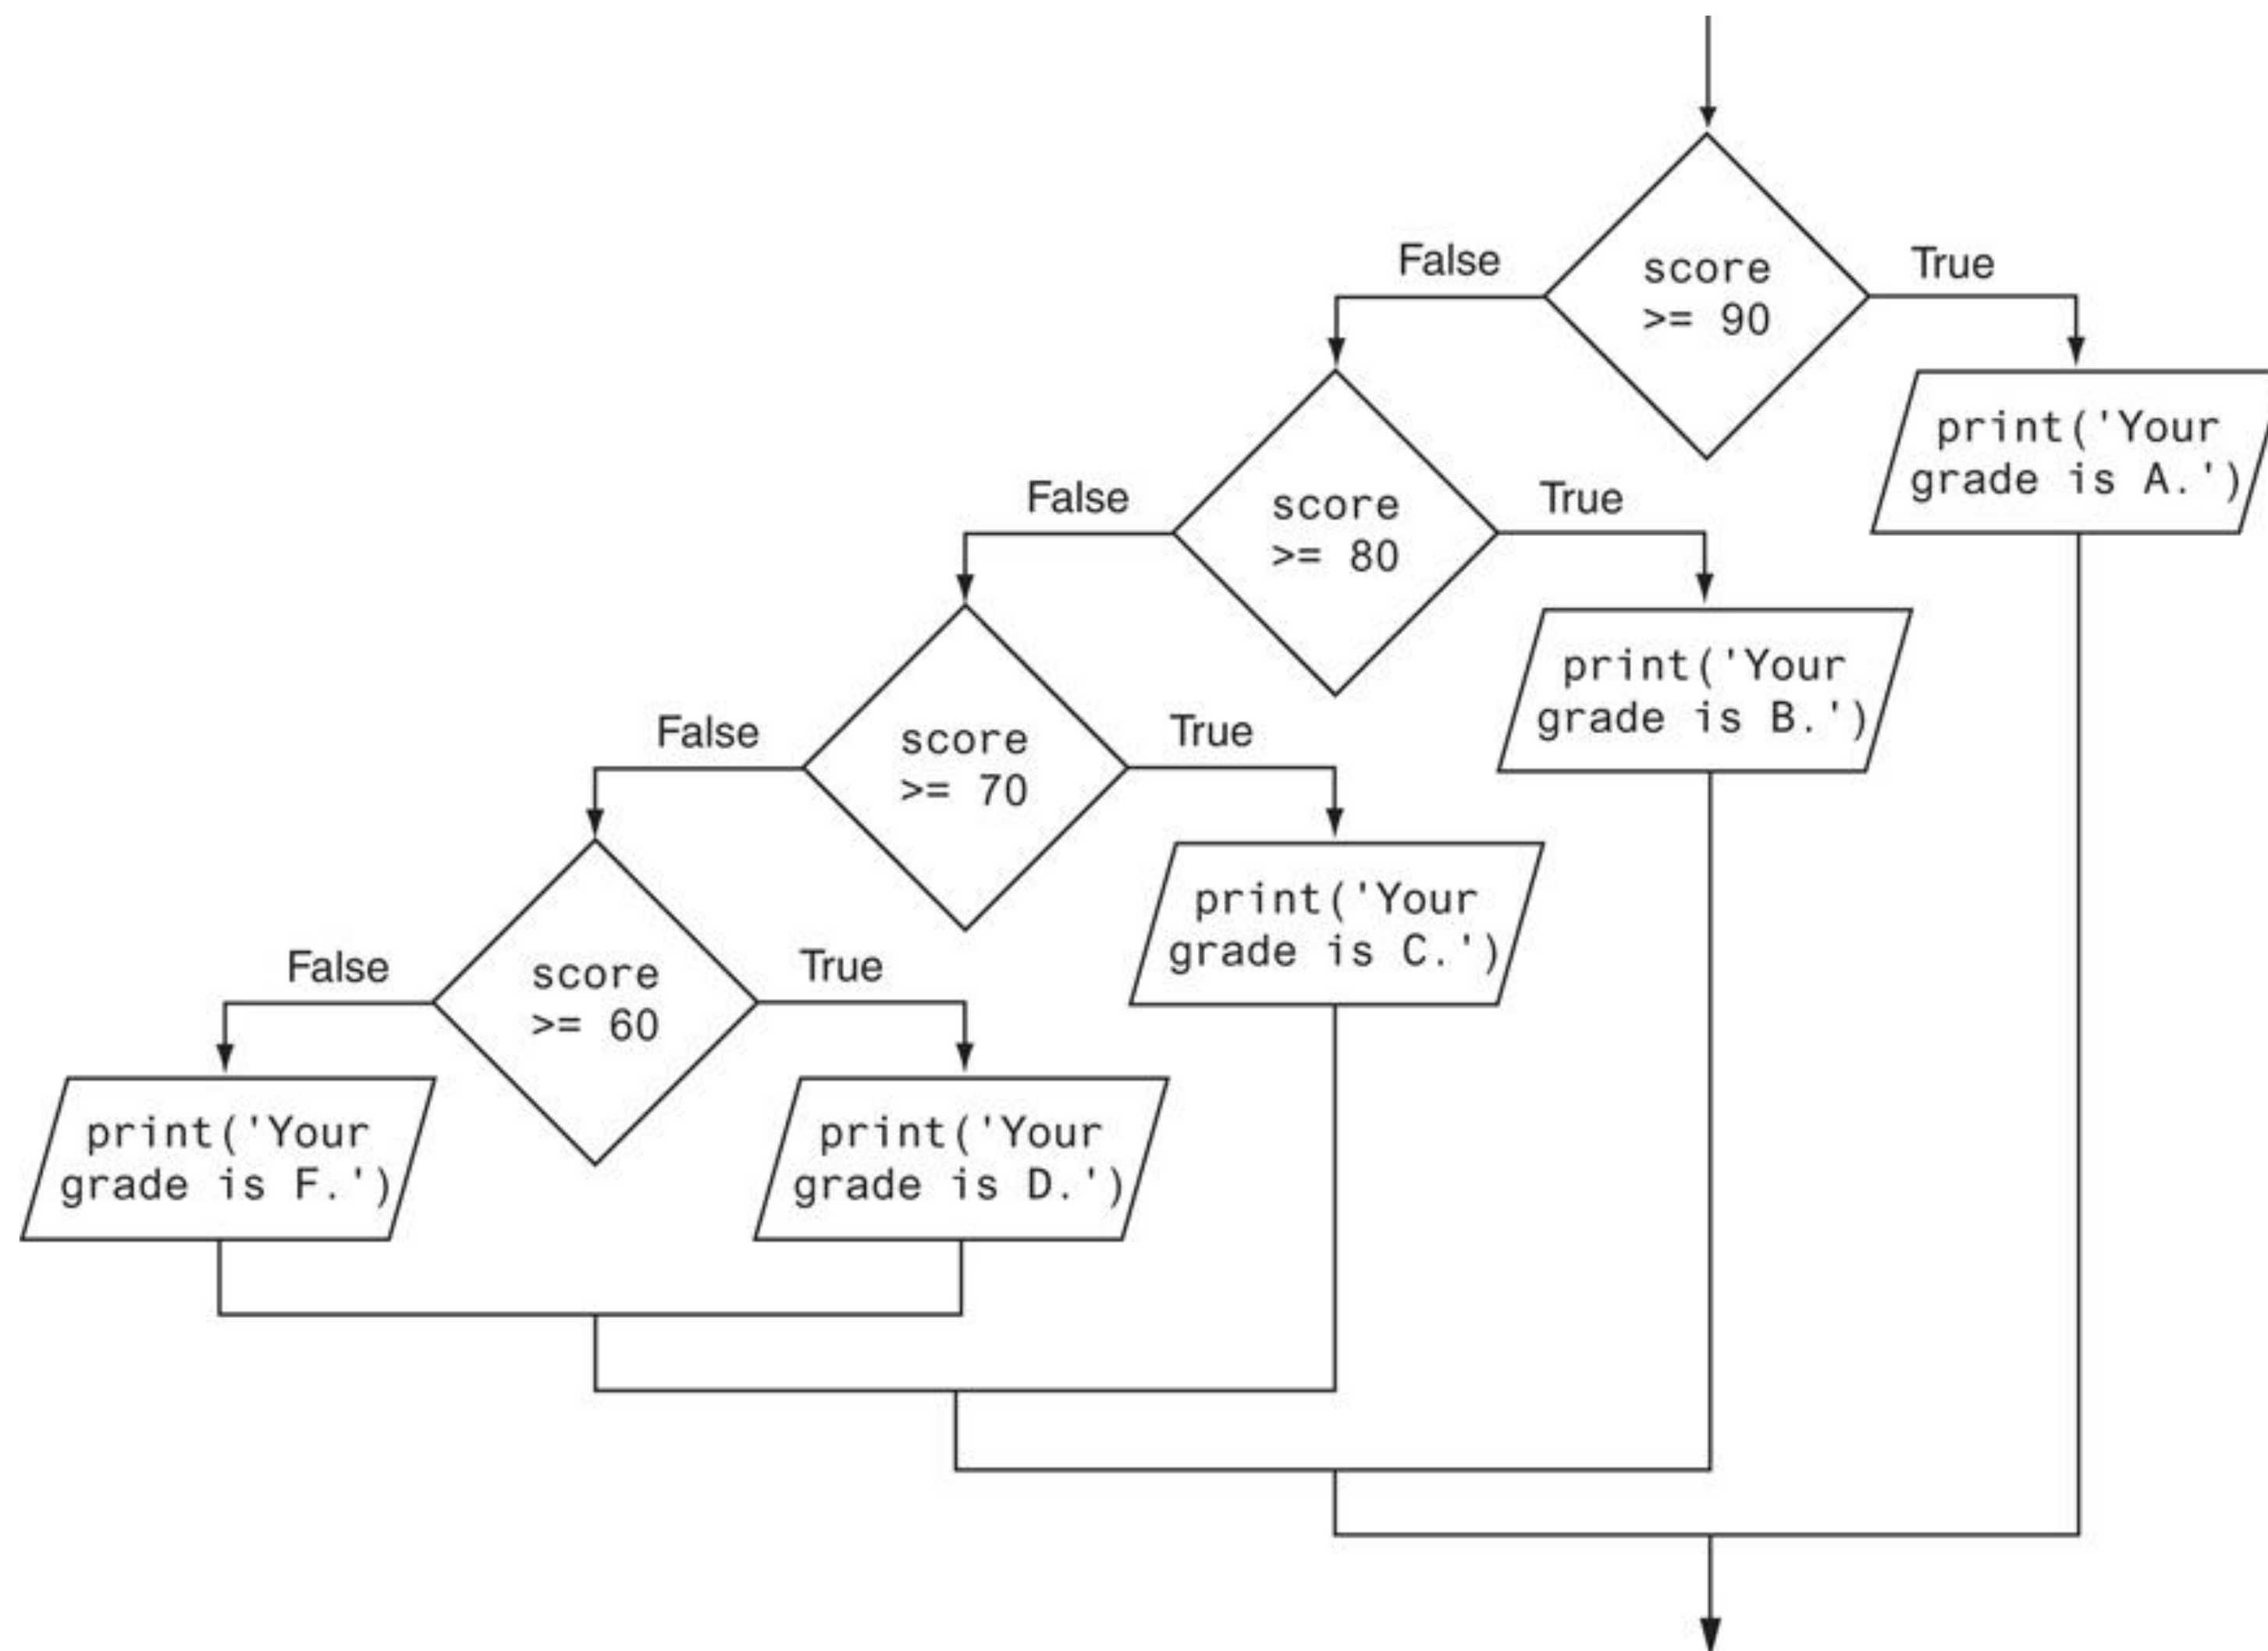 False
True
score
>= 90
print('Your
grade is A.')
False
True
score
>= 80
print('Your
grade is B.')
False
True
score
>= 70
print('Your
grade is C.')
False
True
score
>= 60
print('Your
grade is F.')
print('Your
grade is D.')